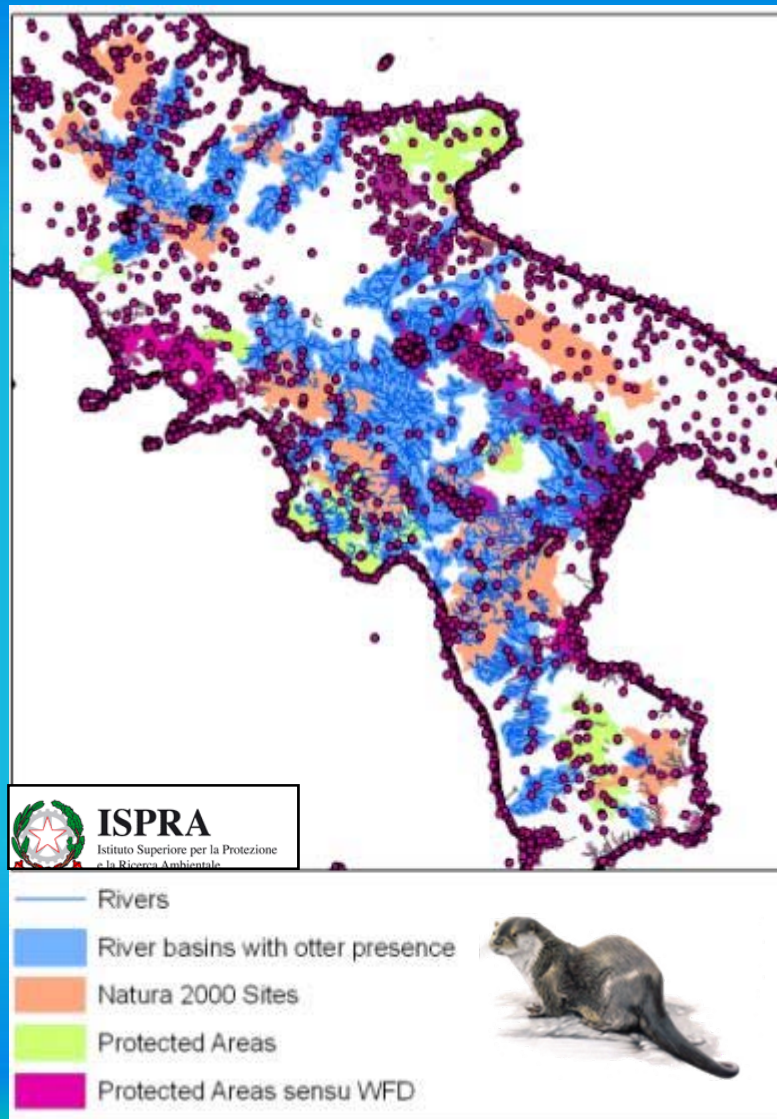 ISPRA
Istituto Superiore per la Protezione
e la Ricerca Ambientale
Rivers
River basins with otter presence
Natura 2000 Sites
Protected Areas
Protected Areas sensu WFD